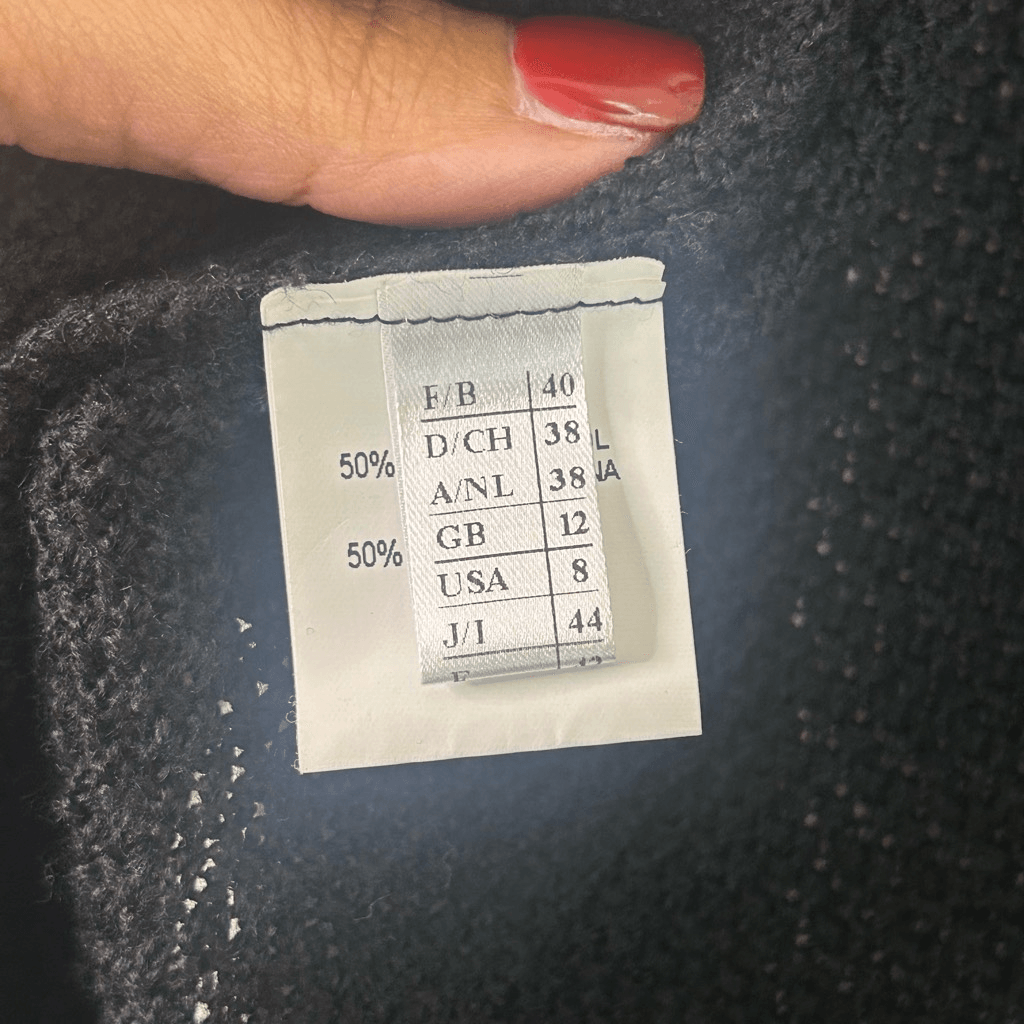 F/B 40
D/CH 38
A/NL 38
GB 12
USA 8
J/I 44
50%
50%